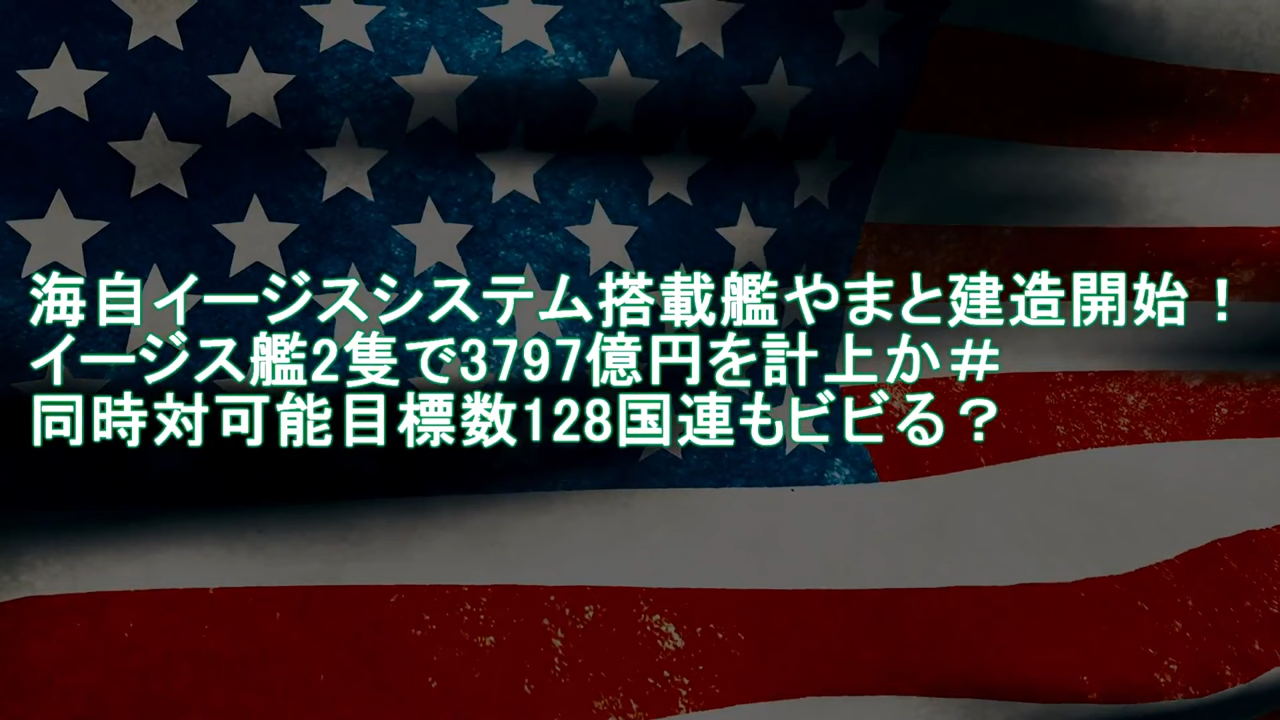 海自イージスシステム搭載艦やまと建造開始！
イージス艦2隻で3797億円を計上か＃
同時対可能目標数128国連もビビる？